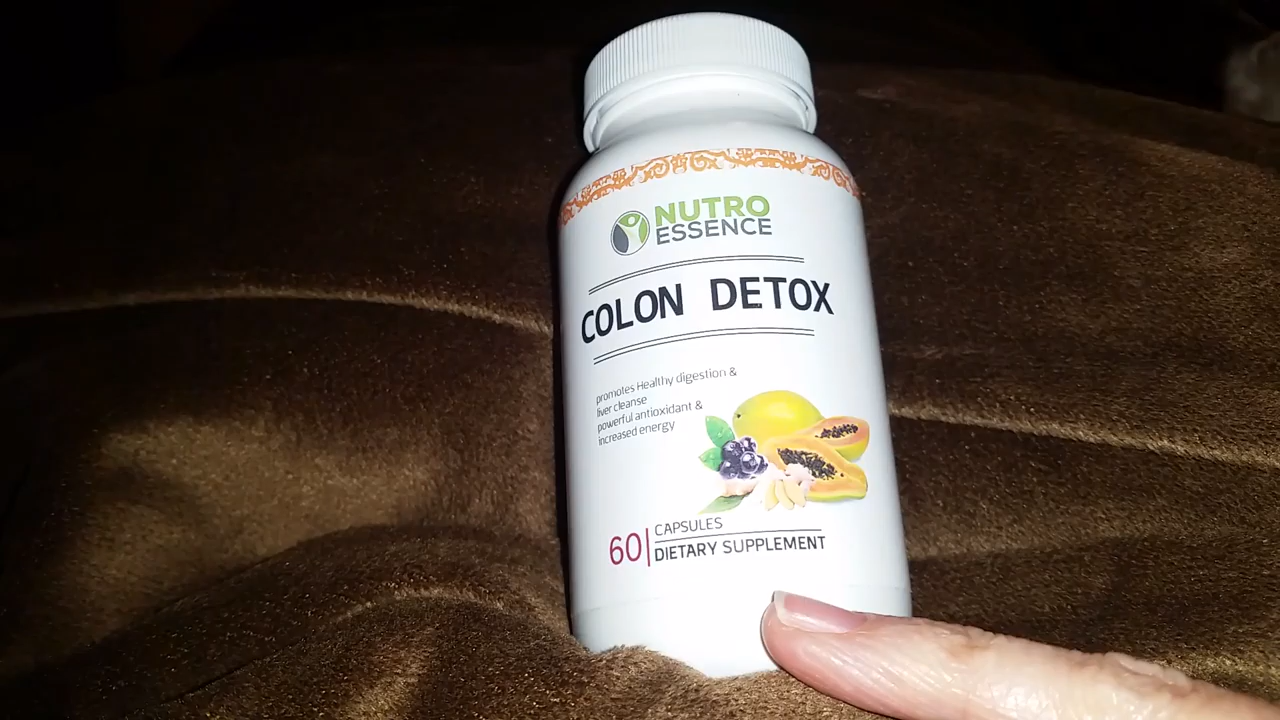 NUTRO
ESSENCE
COLON DETOX
promotes Healthy digestion &
liver cleanse
powerful antioxidant &
increased energy
60
CAPSULES
DIETARY SUPPLEMENT